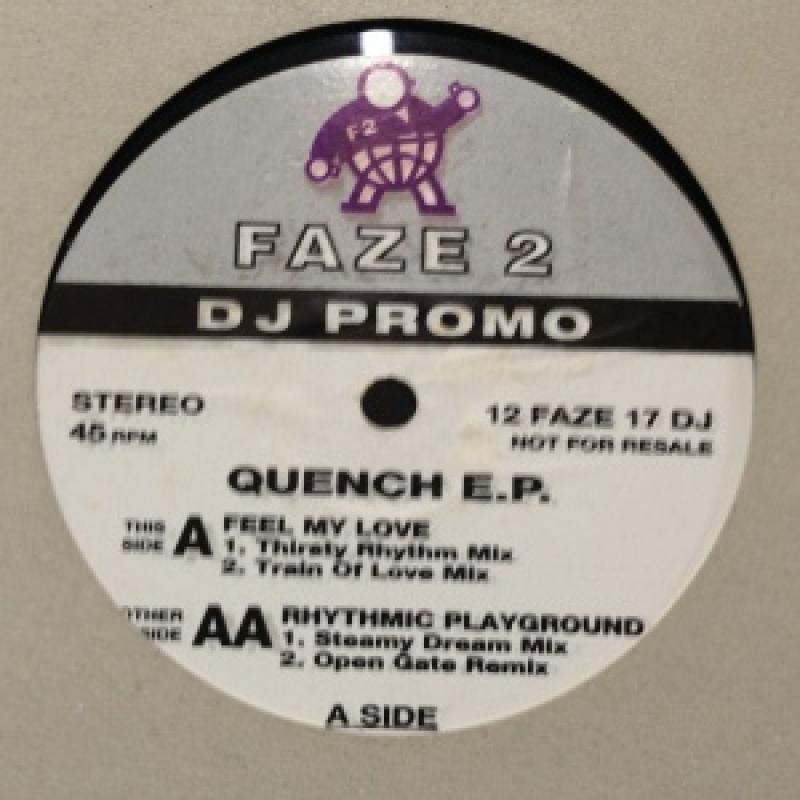 F2
FAZE 2
DJ PROMO
STEREO
45 RPM
12 FAZE 17 DJ
NOT FOR RESALE
QUENCH E.P.
THIS SIDE A
FEEL MY LOVE
1. Thirsty Rhythm Mix
2. Train Of Love Mix
OTHER SIDE AA
RHYTHMIC PLAYGROUND
1. Steamy Dream Mix
2. Open Gate Remix
A SIDE